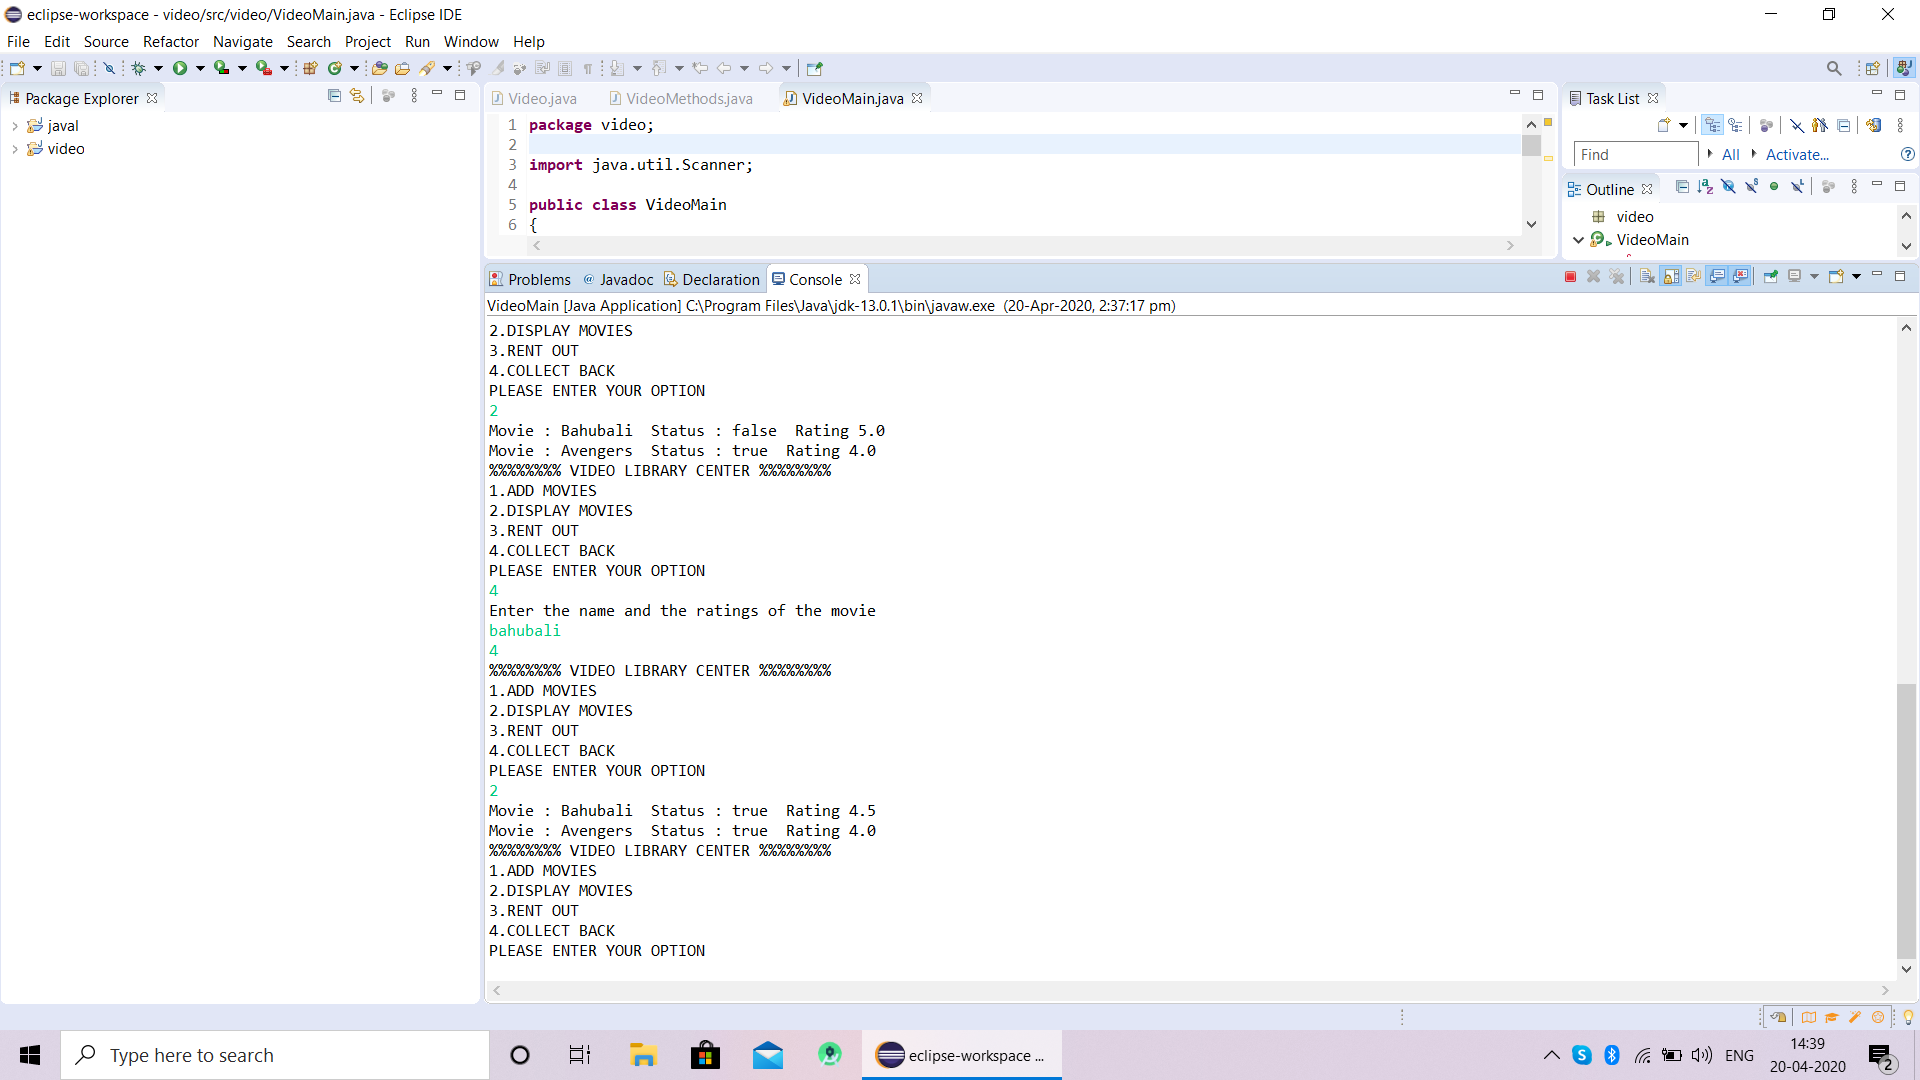 eclipse-workspace - video/src/video/VideoMain.java - Eclipse IDE
File Edit Source Refactor Navigate Search Project Run Window Help
Package Explorer
javal
video
Video.java VideoMethods.java VideoMain.java
1 package video;
2
3 import java.util.Scanner;
4
5 public class VideoMain
6 {
Task List
Find All Activate...
Outline
video
VideoMain
Problems @ Javadoc Declaration Console
VideoMain [Java Application] C:\Program Files\Java\jdk-13.0.1\bin\javaw.exe (20-Apr-2020, 2:37:17 pm)
2.DISPLAY MOVIES
3.RENT OUT
4.COLLECT BACK
PLEASE ENTER YOUR OPTION
2
Movie : Bahubali  Status : false  Rating 5.0
Movie : Avengers  Status : true  Rating 4.0
%%%%%%%% VIDEO LIBRARY CENTER %%%%%%%%
1.ADD MOVIES
2.DISPLAY MOVIES
3.RENT OUT
4.COLLECT BACK
PLEASE ENTER YOUR OPTION
4
Enter the name and the ratings of the movie
bahubali
4
%%%%%%%% VIDEO LIBRARY CENTER %%%%%%%%
1.ADD MOVIES
2.DISPLAY MOVIES
3.RENT OUT
4.COLLECT BACK
PLEASE ENTER YOUR OPTION
2
Movie : Bahubali  Status : true  Rating 4.5
Movie : Avengers  Status : true  Rating 4.0
%%%%%%%% VIDEO LIBRARY CENTER %%%%%%%%
1.ADD MOVIES
2.DISPLAY MOVIES
3.RENT OUT
4.COLLECT BACK
PLEASE ENTER YOUR OPTION
Type here to search
eclipse-workspace ...
ENG
14:39
20-04-2020
2